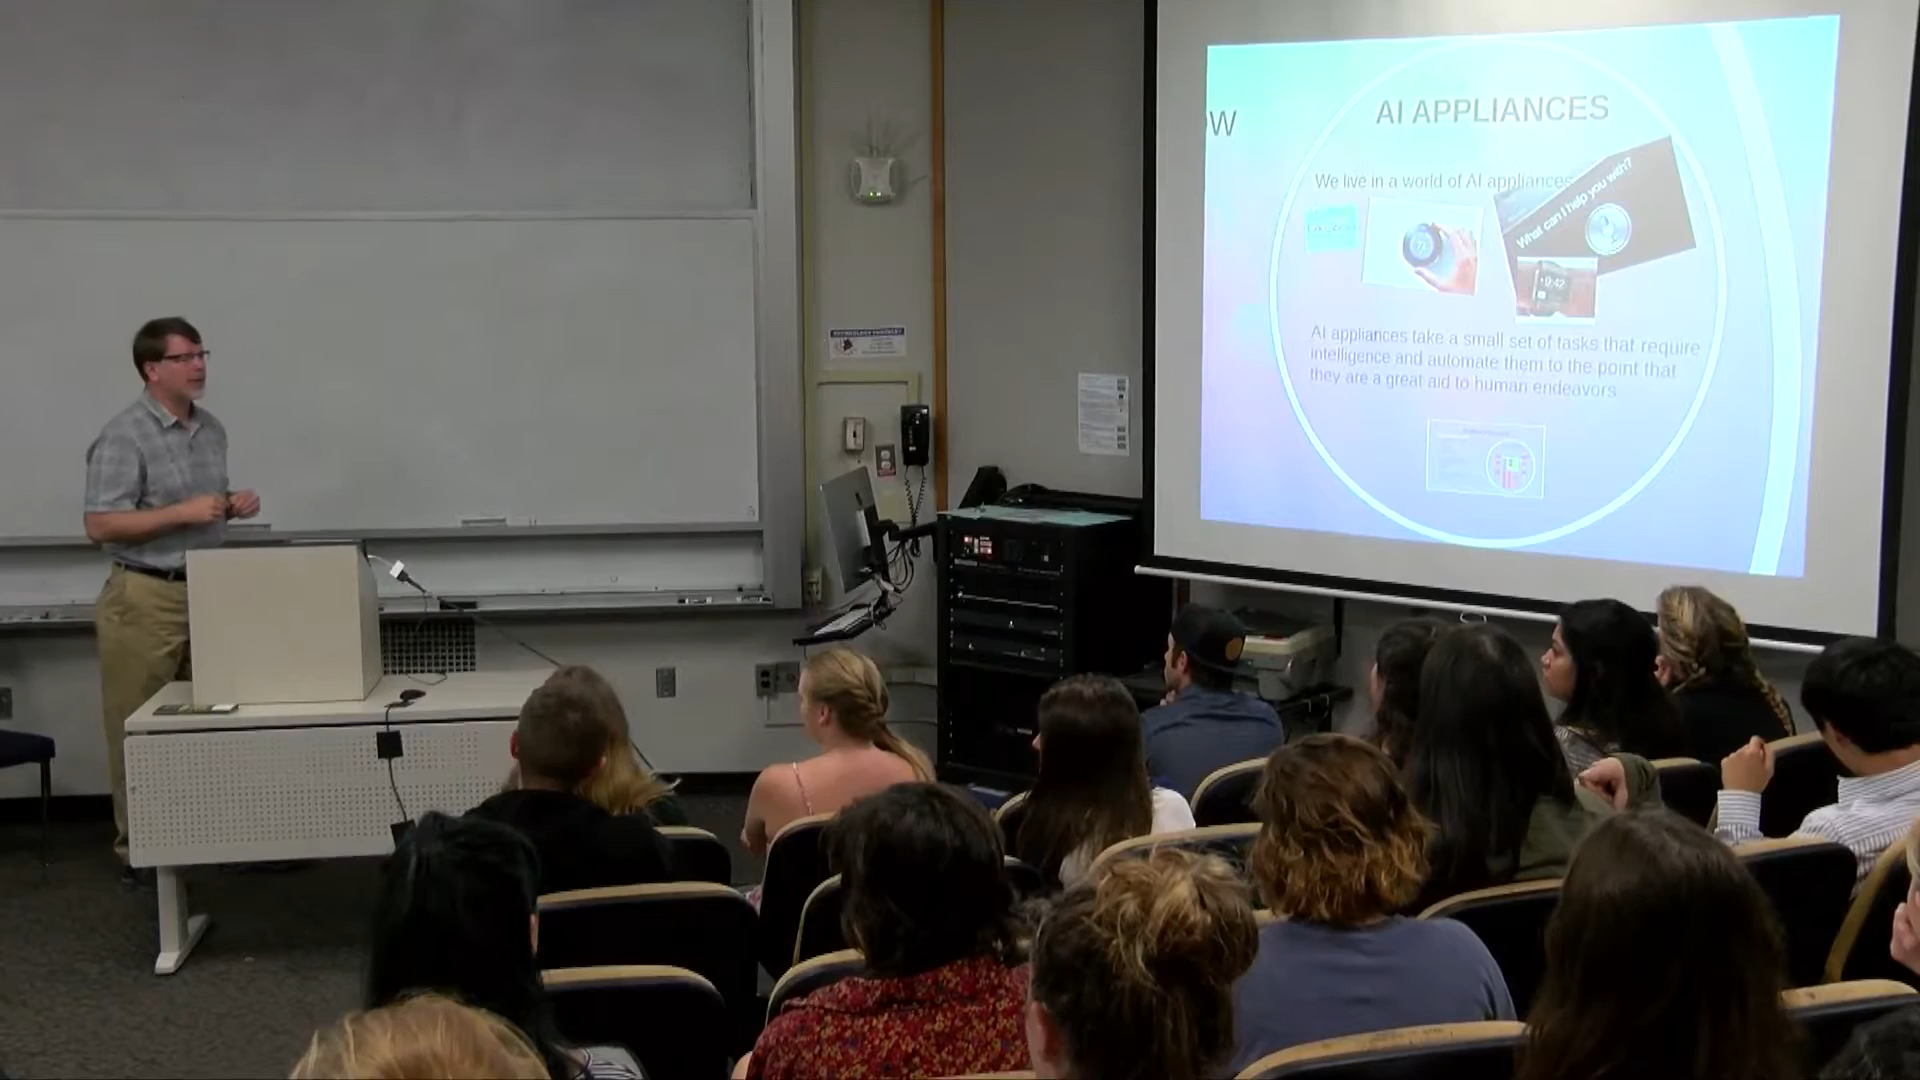 OW
AI APPLIANCES
We live in a world of AI appliances
What can I help you with?
72
9:42
AI appliances take a small set of tasks that require
intelligence and automate them to the point that
they are a great aid to human endeavors